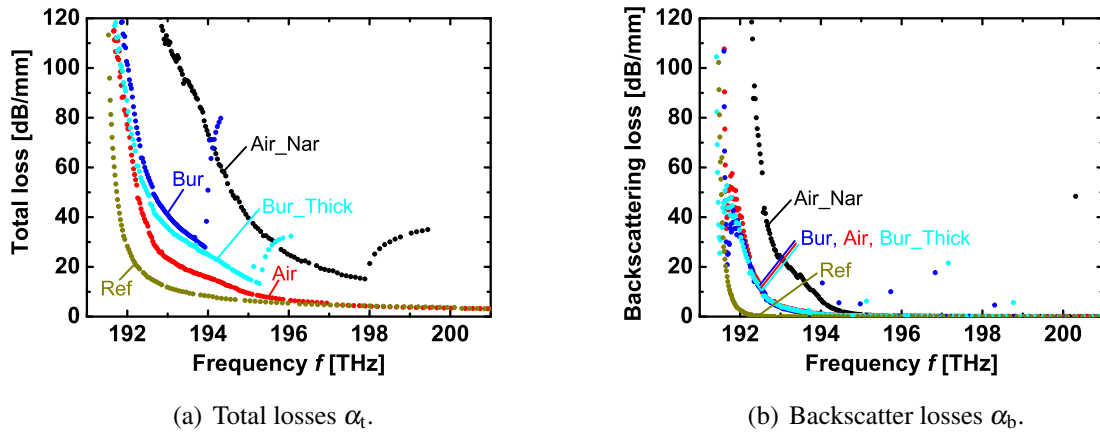 Total loss [dB/mm]
120
100
80
60
40
20
0
Air_Nar
Bur
Bur_Thick
Air
Ref
192 194 196 198 200
Frequency f [THz]
(a) Total losses αt.
Backscattering loss [dB/mm]
120
100
80
60
40
20
0
Air_Nar
Bur, Air, Bur_Thick
Ref
192 194 196 198 200
Frequency f [THz]
(b) Backscatter losses αb.